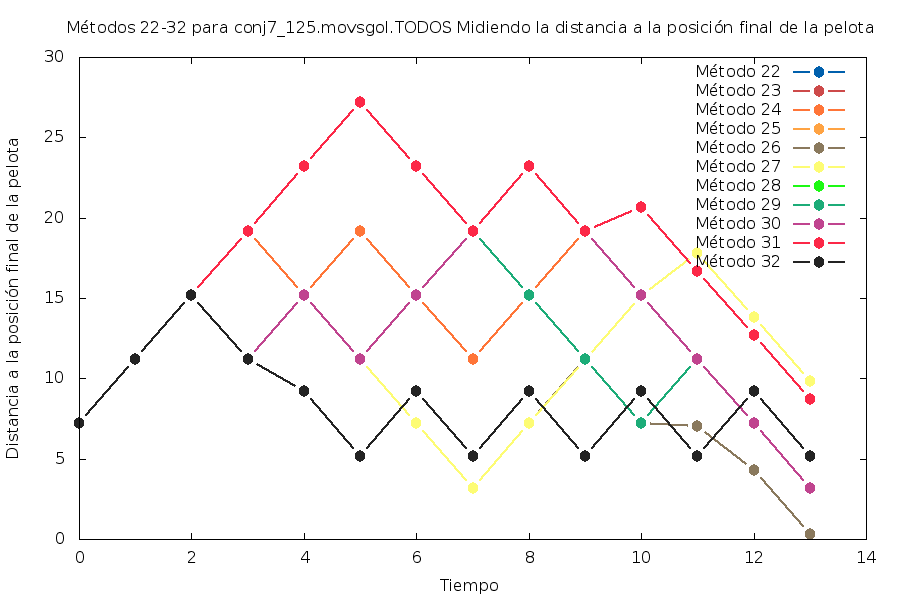 Métodos 22-32 para conj7_125.movsgol.TODOS Midiendo la distancia a la posición final de la pelota
30
25
20
15
10
5
0
Distancia a la posición final de la pelota
Método 22
Método 23
Método 24
Método 25
Método 26
Método 27
Método 28
Método 29
Método 30
Método 31
Método 32
0 2 4 6 8 10 12 14
Tiempo